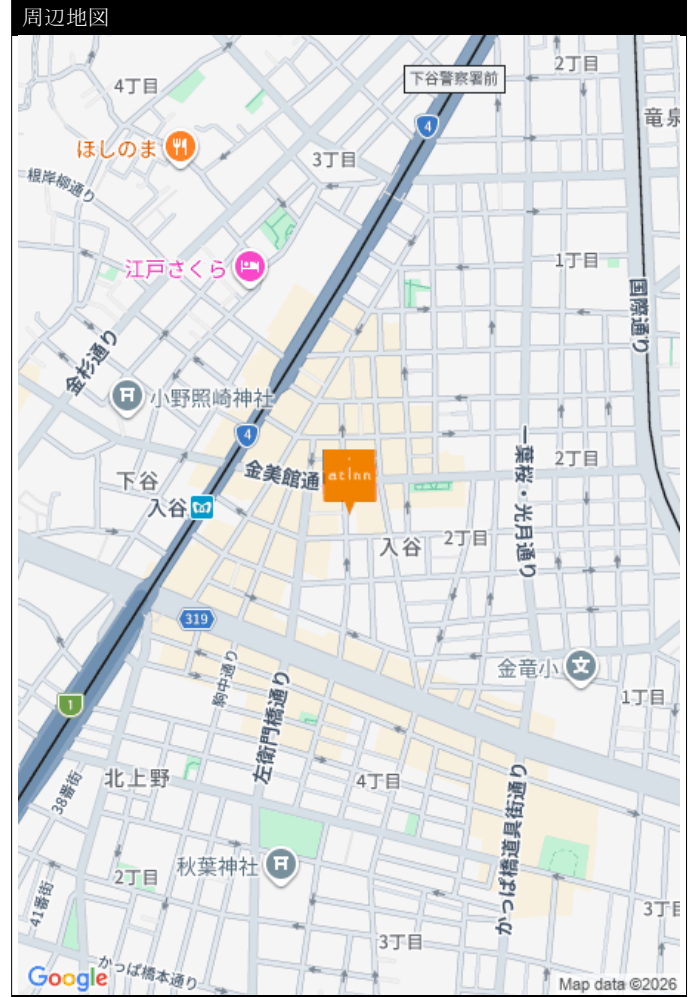 周辺地図
2丁目
下谷警察署前
4丁目
竜泉
4
ほしのま
3丁目
根岸柳通り
1丁目
江戸さくら
国際通り
金杉通り
小野照崎神社
4
一葉桜・光月通り
2丁目
金美館通
at inn
下谷
入谷
2丁目
入谷
319
駒中通り
金竜小
1丁目
1
左衛門橋通り
北上野
4丁目
38番街
かっぱ橋道具街通り
秋葉神社
2丁目
41番街
3丁目
3丁目
かっぱ橋本通り
Google
Map data ©2026